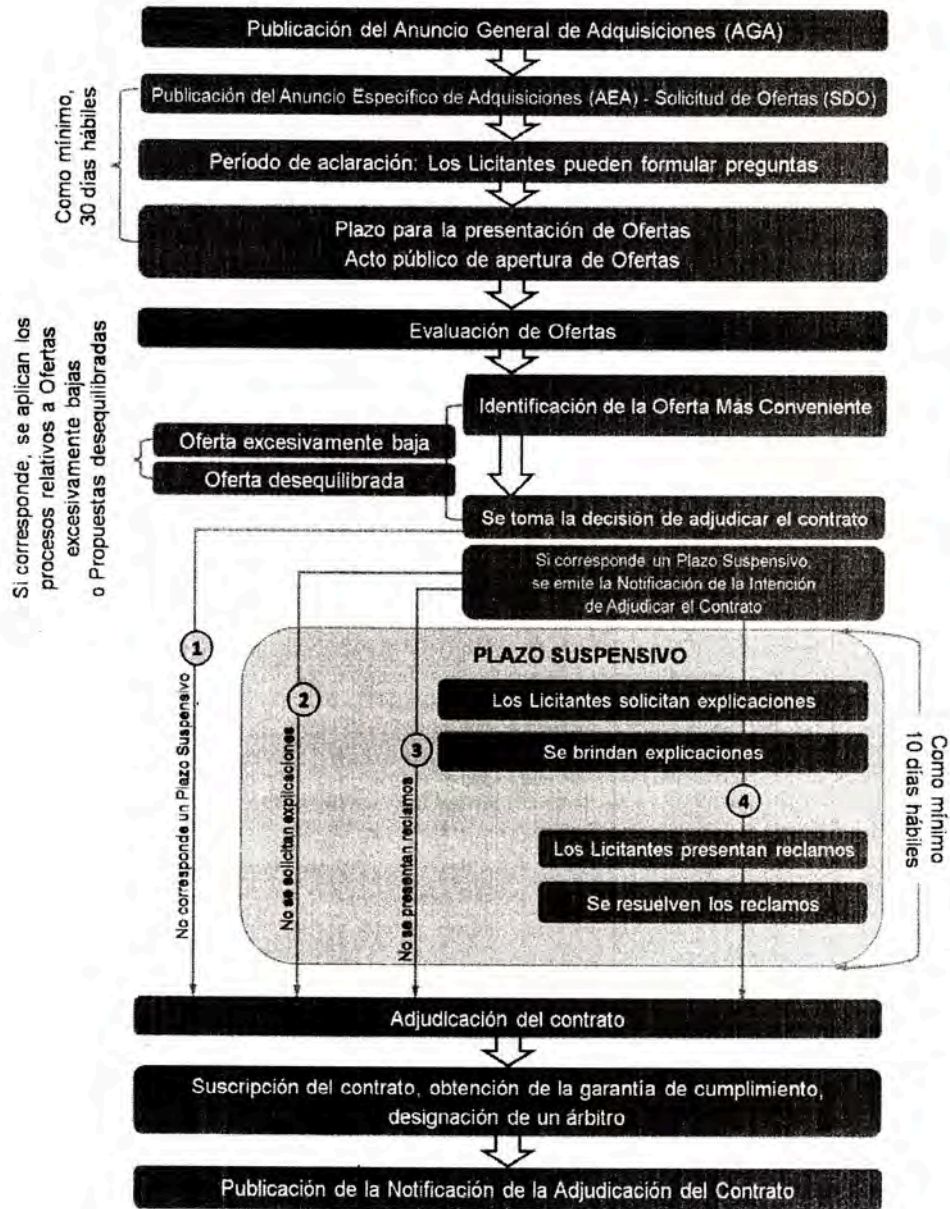 Publicación del Anuncio General de Adquisiciones (AGA)
Publicación del Anuncio Específico de Adquisiciones (AEA) - Solicitud de Ofertas (SDO)
Período de aclaración: Los Licitantes pueden formular preguntas
Como mínimo,
30 días hábiles
Plazo para la presentación de Ofertas
Acto público de apertura de Ofertas
Evaluación de Ofertas
Identificación de la Oferta Más Conveniente
Oferta excesivamente baja
Oferta desequilibrada
Si corresponde, se aplican los
procesos relativos a Ofertas
excesivamente bajas
o Propuestas desequilibradas
Se toma la decisión de adjudicar el contrato
Si corresponde un Plazo Suspensivo,
se emite la Notificación de la Intención
de Adjudicar el Contrato
PLAZO SUSPENSIVO
1
No corresponde un Plazo Suspensivo
2
No se solicitan explicaciones
3
No se presentan reclamos
Los Licitantes solicitan explicaciones
Se brindan explicaciones
4
Los Licitantes presentan reclamos
Se resuelven los reclamos
Como mínimo
10 días hábiles
Adjudicación del contrato
Suscripción del contrato, obtención de la garantía de cumplimiento,
designación de un árbitro
Publicación de la Notificación de la Adjudicación del Contrato